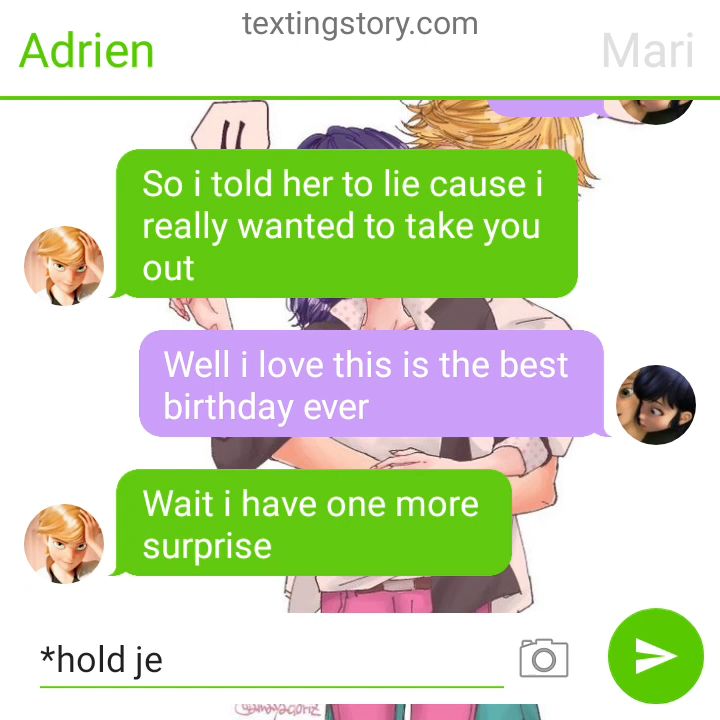 textingstory.com
Adrien
Mari
So i told her to lie cause i
really wanted to take you
out
Well i love this is the best
birthday ever
Wait i have one more
surprise
*hold je